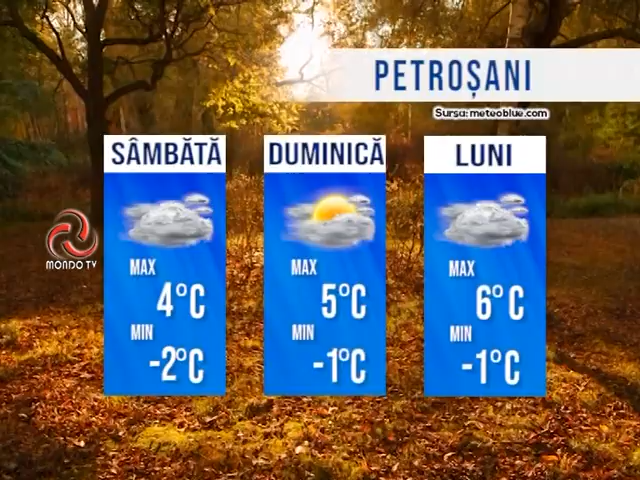 PETROȘANI
Sursa: meteoblue.com
SÂMBĂTĂ
MAX
4°C
MIN
-2°C
DUMINICĂ
MAX
5°C
MIN
-1°C
LUNI
MAX
6°C
MIN
-1°C
MONDO TV